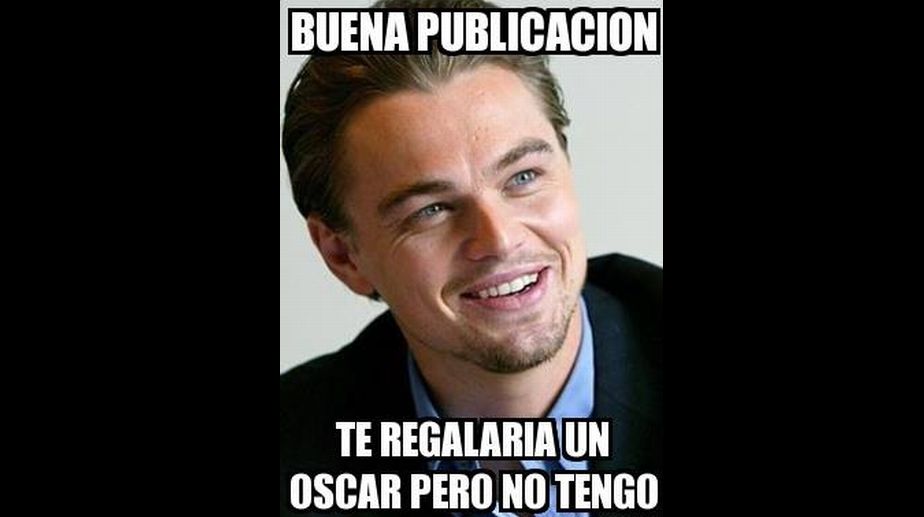 BUENA PUBLICACION
TE REGALARIA UN
OSCAR PERO NO TENGO